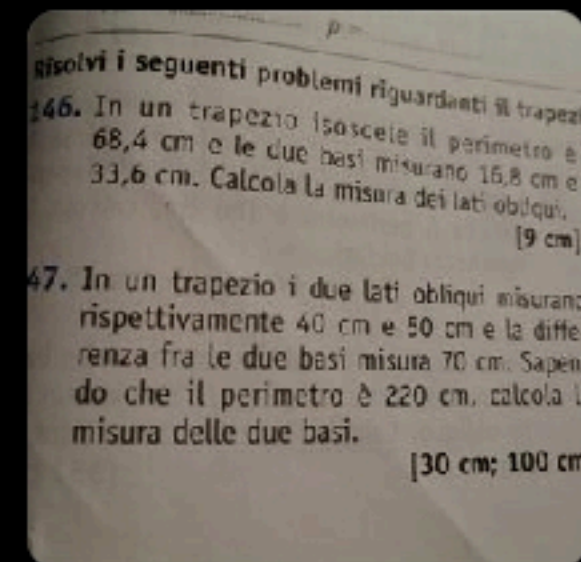 p =
Risolvi i seguenti problemi riguardanti il trapezi
146. In un trapezio isoscele il perimetro è
68,4 cm e le due basi misurano 16,8 cm e
33,6 cm. Calcola la misura dei lati obliqui.
[9 cm]
47. In un trapezio i due lati obliqui misurano
rispettivamente 40 cm e 50 cm e la diffe
renza fra le due basi misura 70 cm. Sapen
do che il perimetro è 220 cm, calcola l
misura delle due basi.
[30 cm; 100 cm